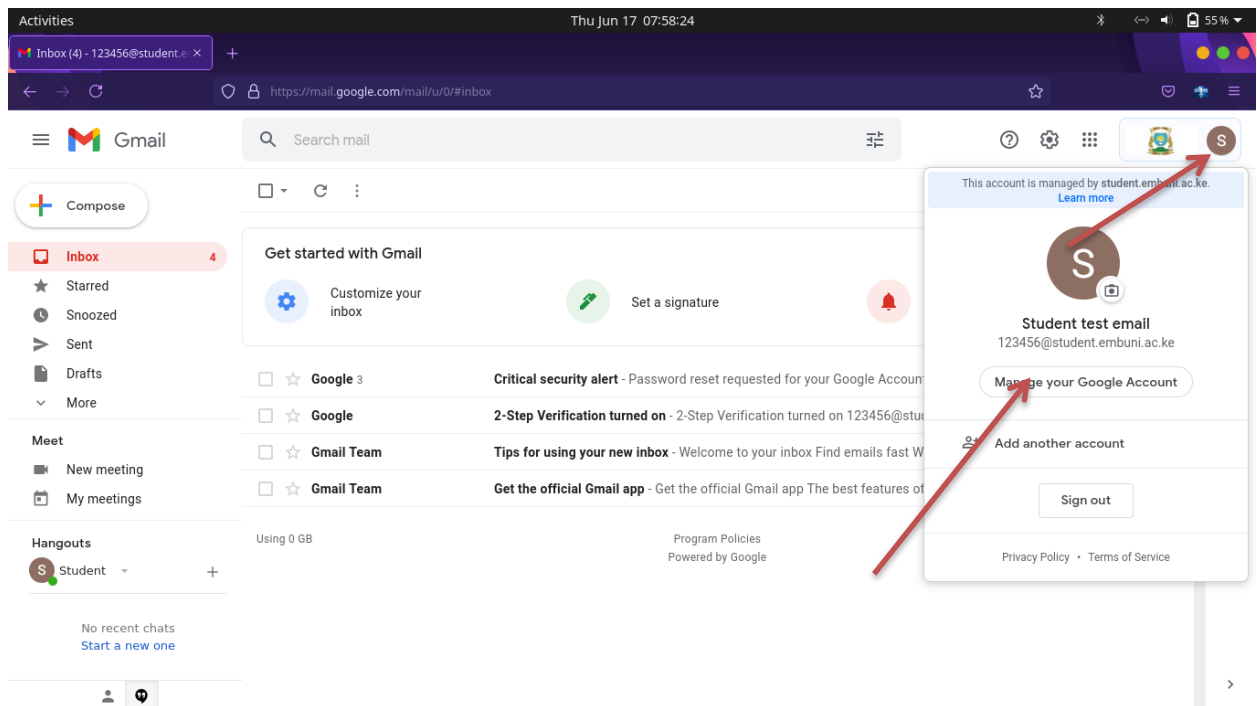 Activities
Thu Jun 17 07:58:24
55 %
Inbox (4) - 123456@student.e
https://mail.google.com/mail/u/0/#inbox
Gmail
Search mail
S
Compose
Inbox 4
Starred
Snoozed
Sent
Drafts
More
Meet
New meeting
My meetings
Hangouts
S Student
No recent chats
Start a new one
Get started with Gmail
Customize your
inbox
Set a signature
Google 3 Critical security alert - Password reset requested for your Google Accoun
Google 2-Step Verification turned on - 2-Step Verification turned on 123456@stu
Gmail Team Tips for using your new inbox - Welcome to your inbox Find emails fast W
Gmail Team Get the official Gmail app - Get the official Gmail app The best features of
Using 0 GB
Program Policies
Powered by Google
This account is managed by student.embuni.ac.ke.
Learn more
S
Student test email
123456@student.embuni.ac.ke
Manage your Google Account
Add another account
Sign out
Privacy Policy • Terms of Service